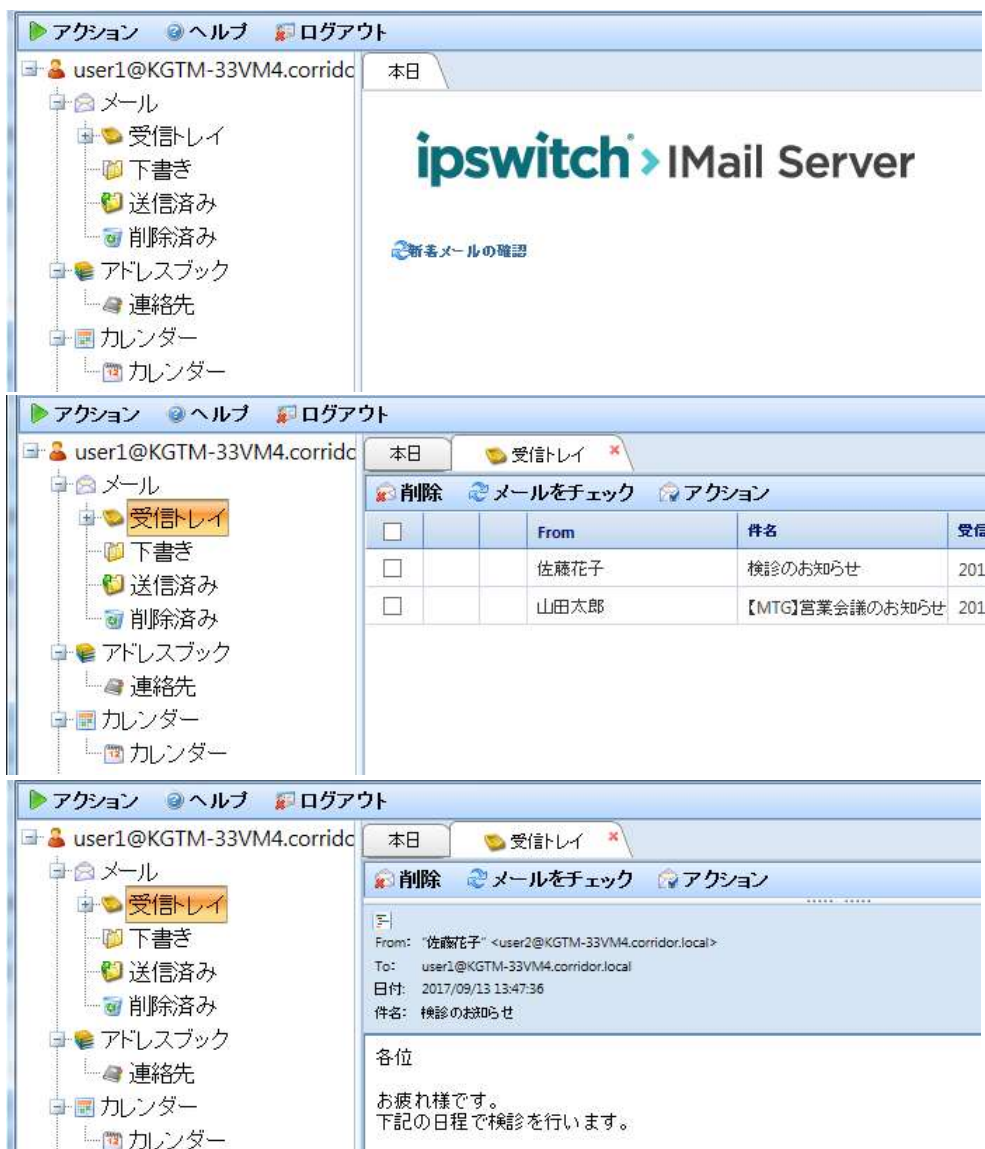 アクション ヘルプ ログアウト
user1@KGTM-33VM4.corrido
メール
受信トレイ
下書き
送信済み
削除済み
アドレスブック
連絡先
カレンダー
カレンダー
本日
ipswitch > IMail Server
新着メールの確認
アクション ヘルプ ログアウト
user1@KGTM-33VM4.corrido
メール
受信トレイ
下書き
送信済み
削除済み
アドレスブック
連絡先
カレンダー
カレンダー
本日 受信トレイ
削除 メールをチェック アクション
From 件名 受信
佐藤花子 検診のお知らせ 201
山田太郎 【MTG】営業会議のお知らせ 201
アクション ヘルプ ログアウト
user1@KGTM-33VM4.corrido
メール
受信トレイ
下書き
送信済み
削除済み
アドレスブック
連絡先
カレンダー
カレンダー
本日 受信トレイ
削除 メールをチェック アクション
From: "佐藤花子" <user2@KGTM-33VM4.corridor.local>
To: user1@KGTM-33VM4.corridor.local
日付: 2017/09/13 13:47:36
件名: 検診のお知らせ
各位
お疲れ様です。
下記の日程で検診を行います。